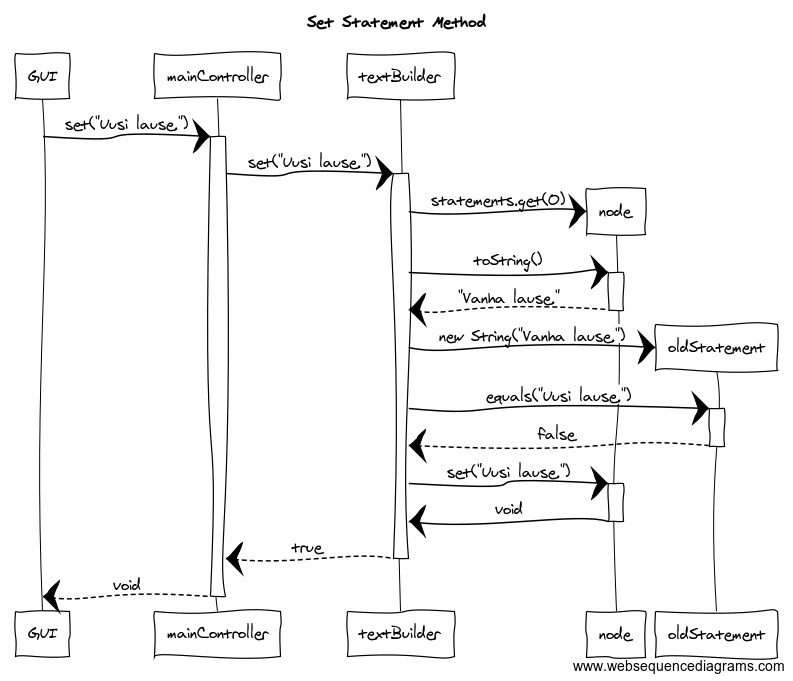 Set Statement Method
GUI
mainController
textBuilder
set("Uusi lause.")
set("Uusi lause.")
statements.get(0)
node
toString()
"Vanha lause."
new String("Vanha lause.")
oldStatement
equals("Uusi lause.")
false
set("Uusi lause.")
void
true
void
GUI
mainController
textBuilder
node
oldStatement
www.websequencediagrams.com